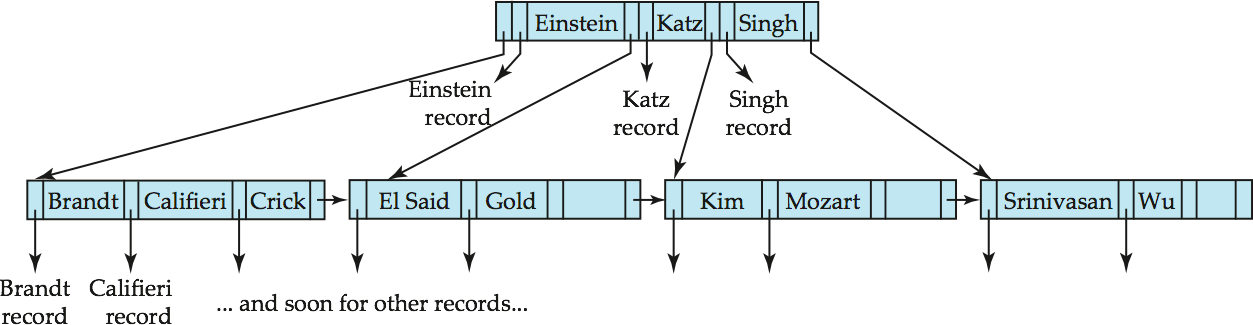 Einstein Katz Singh
Einstein
record
Katz
record
Singh
record
Brandt Califieri Crick El Said Gold Kim Mozart Srinivasan Wu
Brandt
record
Califieri
record
... and soon for other records...